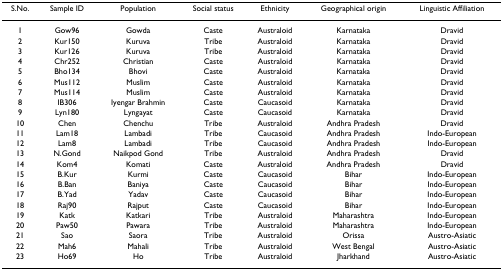 S.No. Sample ID Population Social status Ethnicity Geographical origin Linguistic Affiliation
1 Gow96 Gowda Caste Australoid Karnataka Dravid
2 Kur150 Kuruva Tribe Australoid Karnataka Dravid
3 Kur126 Kuruva Tribe Australoid Karnataka Dravid
4 Chr252 Christian Caste Australoid Karnataka Dravid
5 Bho134 Bhovi Caste Australoid Karnataka Dravid
6 Mus112 Muslim Caste Australoid Karnataka Dravid
7 Mus114 Muslim Caste Australoid Karnataka Dravid
8 IB306 Iyengar Brahmin Caste Caucasoid Karnataka Dravid
9 Lyn180 Lyngayat Caste Caucasoid Karnataka Dravid
10 Chen Chenchu Tribe Australoid Andhra Pradesh Dravid
11 Lam18 Lambadi Tribe Caucasoid Andhra Pradesh Indo-European
12 Lam8 Lambadi Tribe Caucasoid Andhra Pradesh Indo-European
13 N.Gond Naikpod Gond Tribe Australoid Andhra Pradesh Dravid
14 Kom4 Komati Caste Australoid Andhra Pradesh Dravid
15 B.Kur Kurmi Caste Caucasoid Bihar Indo-European
16 B.Ban Baniya Caste Caucasoid Bihar Indo-European
17 B.Yad Yadav Caste Caucasoid Bihar Indo-European
18 Raj90 Rajput Caste Caucasoid Bihar Indo-European
19 Katk Katkari Tribe Australoid Maharashtra Indo-European
20 Paw50 Pawara Tribe Australoid Maharashtra Indo-European
21 Sao Saora Tribe Australoid Orissa Austro-Asiatic
22 Mah6 Mahali Tribe Australoid West Bengal Austro-Asiatic
23 Ho69 Ho Tribe Australoid Jharkhand Austro-Asiatic